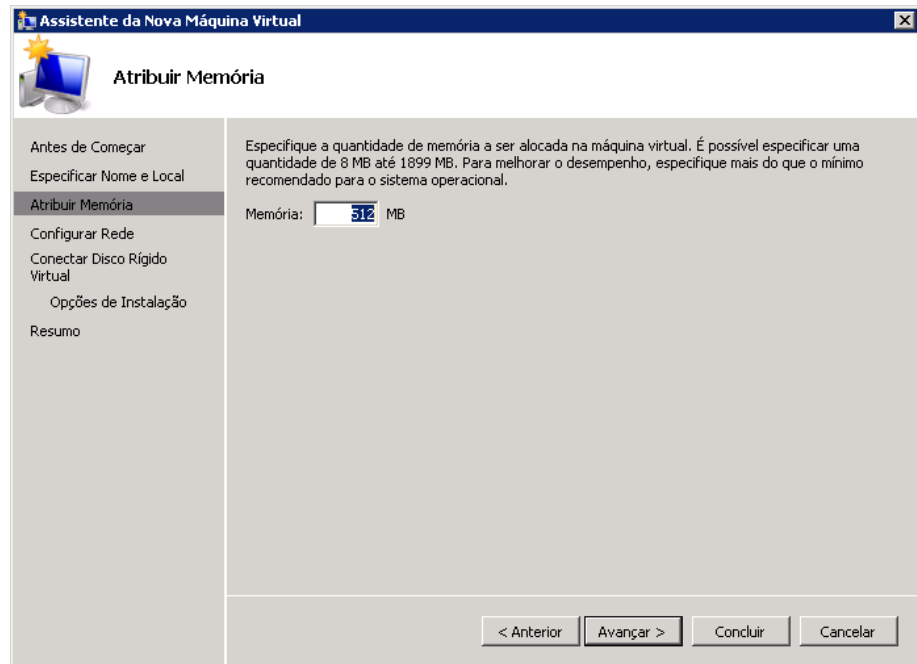 Assistente da Nova Máquina Virtual
Atribuir Memória
Antes de Começar
Especificar Nome e Local
Atribuir Memória
Configurar Rede
Conectar Disco Rígido
Virtual
Opções de Instalação
Resumo
Especifique a quantidade de memória a ser alocada na máquina virtual. É possível especificar uma
quantidade de 8 MB até 1899 MB. Para melhorar o desempenho, especifique mais do que o mínimo
recomendado para o sistema operacional.
Memória: 512 MB
< Anterior Avançar > Concluir Cancelar